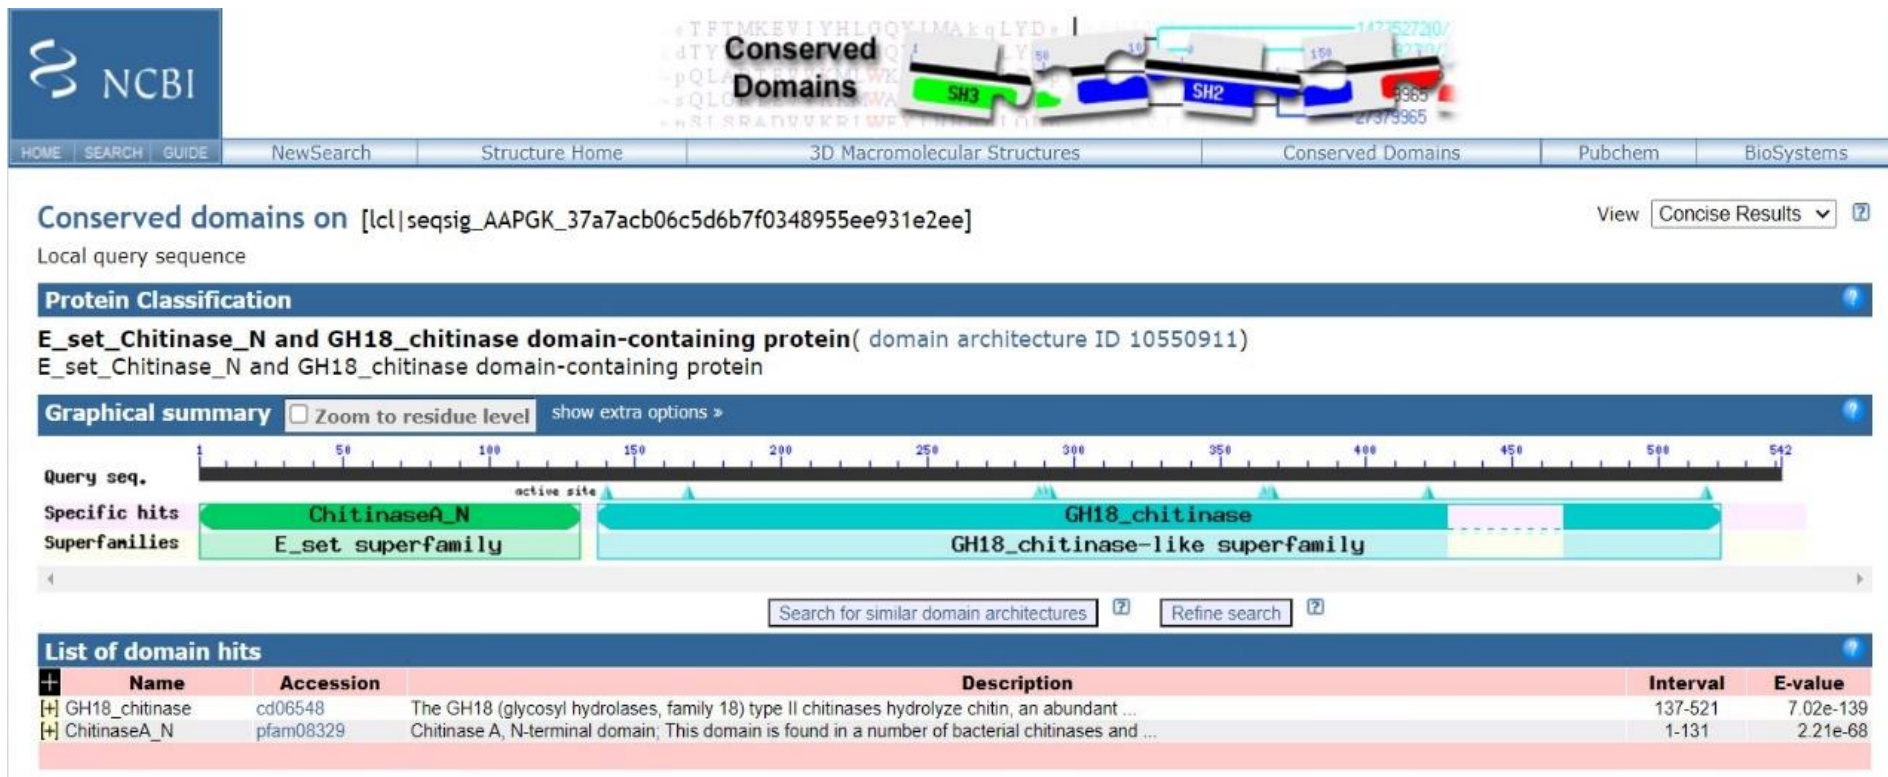 NCBI
Conserved
Domains
SH3
SH2
HOME SEARCH GUIDE NewSearch Structure Home 3D Macromolecular Structures Conserved Domains Pubchem BioSystems
Conserved domains on [lcl|seqsig_AAPGK_37a7acb06c5d6b7f0348955ee931e2ee]
View Concise Results
Local query sequence
Protein Classification
E_set_Chitinase_N and GH18_chitinase domain-containing protein( domain architecture ID 10550911)
E_set_Chitinase_N and GH18_chitinase domain-containing protein
Graphical summary Zoom to residue level show extra options »
1 50 100 150 200 250 300 350 400 450 500 542
Query seq.
active site
Specific hits ChitinaseA_N GH18_chitinase
Superfamilies E_set superfamily GH18_chitinase-like superfamily
Search for similar domain architectures ? Refine search ?
List of domain hits
+ Name Accession Description Interval E-value
[+] GH18_chitinase cd06548 The GH18 (glycosyl hydrolases, family 18) type II chitinases hydrolyze chitin, an abundant ... 137-521 7.02e-139
[+] ChitinaseA_N pfam08329 Chitinase A, N-terminal domain; This domain is found in a number of bacterial chitinases and ... 1-131 2.21e-68